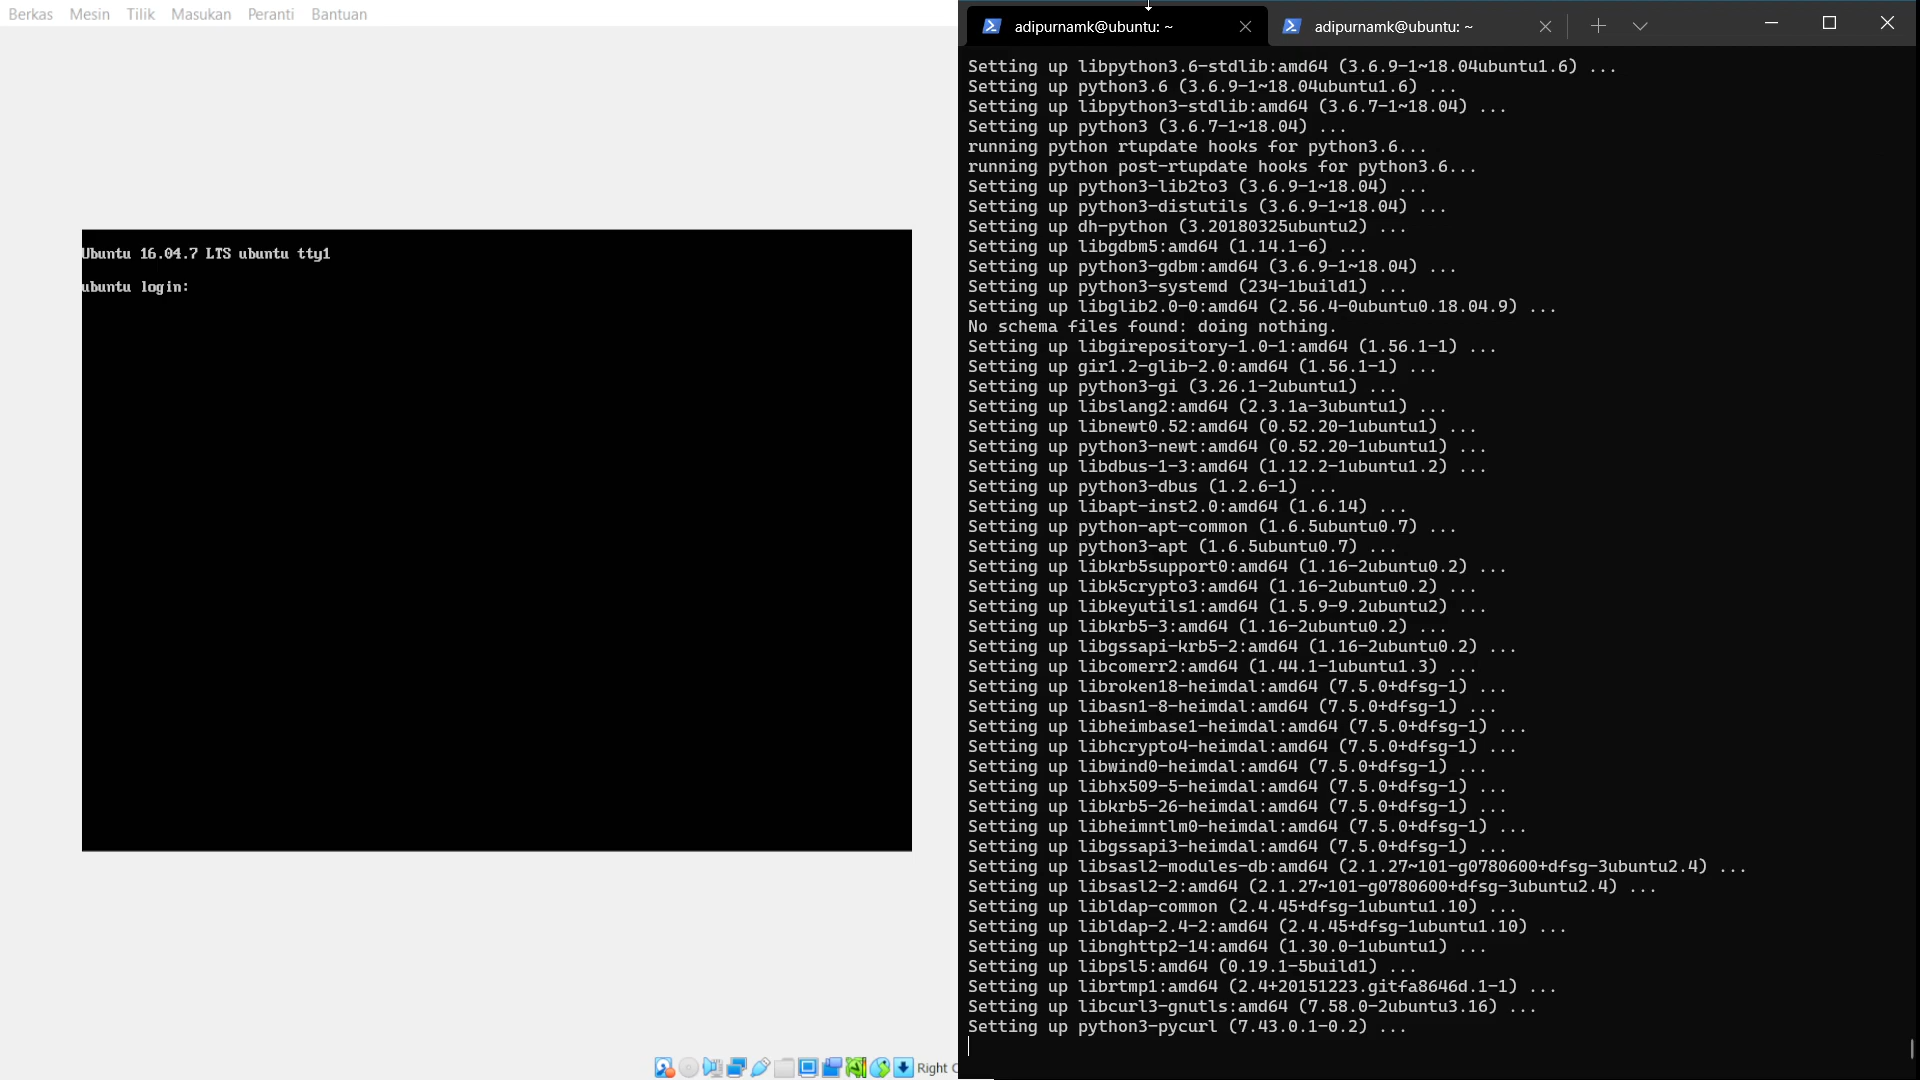 Berkas Mesin Tilik Masukan Peranti Bantuan
Ubuntu 16.04.7 LTS ubuntu tty1
ubuntu login:
adipurnamk@ubuntu: ~
adipurnamk@ubuntu: ~
Setting up libpython3.6-stdlib:amd64 (3.6.9-1~18.04ubuntu1.6) ...
Setting up python3.6 (3.6.9-1~18.04ubuntu1.6) ...
Setting up libpython3-stdlib:amd64 (3.6.7-1~18.04) ...
Setting up python3 (3.6.7-1~18.04) ...
running python rtupdate hooks for python3.6...
running python post-rtupdate hooks for python3.6...
Setting up python3-lib2to3 (3.6.9-1~18.04) ...
Setting up python3-distutils (3.6.9-1~18.04) ...
Setting up dh-python (3.20180325ubuntu2) ...
Setting up libgdbm5:amd64 (1.14.1-6) ...
Setting up python3-gdbm:amd64 (3.6.9-1~18.04) ...
Setting up python3-systemd (234-1build1) ...
Setting up libglib2.0-0:amd64 (2.56.4-0ubuntu0.18.04.9) ...
No schema files found: doing nothing.
Setting up libgirepository-1.0-1:amd64 (1.56.1-1) ...
Setting up gir1.2-glib-2.0:amd64 (1.56.1-1) ...
Setting up python3-gi (3.26.1-2ubuntu1) ...
Setting up libslang2:amd64 (2.3.1a-3ubuntu1) ...
Setting up libnewt0.52:amd64 (0.52.20-1ubuntu1) ...
Setting up python3-newt:amd64 (0.52.20-1ubuntu1) ...
Setting up libdbus-1-3:amd64 (1.12.2-1ubuntu1.2) ...
Setting up python3-dbus (1.2.6-1) ...
Setting up libapt-inst2.0:amd64 (1.6.14) ...
Setting up python-apt-common (1.6.5ubuntu0.7) ...
Setting up python3-apt (1.6.5ubuntu0.7) ...
Setting up libkrb5support0:amd64 (1.16-2ubuntu0.2) ...
Setting up libk5crypto3:amd64 (1.16-2ubuntu0.2) ...
Setting up libkeyutils1:amd64 (1.5.9-9.2ubuntu2) ...
Setting up libkrb5-3:amd64 (1.16-2ubuntu0.2) ...
Setting up libgssapi-krb5-2:amd64 (1.16-2ubuntu0.2) ...
Setting up libcomerr2:amd64 (1.44.1-1ubuntu1.3) ...
Setting up libroken18-heimdal:amd64 (7.5.0+dfsg-1) ...
Setting up libasn1-8-heimdal:amd64 (7.5.0+dfsg-1) ...
Setting up libheimbase1-heimdal:amd64 (7.5.0+dfsg-1) ...
Setting up libhcrypto4-heimdal:amd64 (7.5.0+dfsg-1) ...
Setting up libwind0-heimdal:amd64 (7.5.0+dfsg-1) ...
Setting up libhx509-5-heimdal:amd64 (7.5.0+dfsg-1) ...
Setting up libkrb5-26-heimdal:amd64 (7.5.0+dfsg-1) ...
Setting up libheimntlm0-heimdal:amd64 (7.5.0+dfsg-1) ...
Setting up libgssapi3-heimdal:amd64 (7.5.0+dfsg-1) ...
Setting up libsasl2-modules-db:amd64 (2.1.27~101-g0780600+dfsg-3ubuntu2.4) ...
Setting up libsasl2-2:amd64 (2.1.27~101-g0780600+dfsg-3ubuntu2.4) ...
Setting up libldap-common (2.4.45+dfsg-1ubuntu1.10) ...
Setting up libldap-2.4-2:amd64 (2.4.45+dfsg-1ubuntu1.10) ...
Setting up libnghttp2-14:amd64 (1.30.0-1ubuntu1) ...
Setting up libpsl5:amd64 (0.19.1-5build1) ...
Setting up librtmp1:amd64 (2.4+20151223.gitfa8646d.1-1) ...
Setting up libcurl3-gnutls:amd64 (7.58.0-2ubuntu3.16) ...
Setting up python3-pycurl (7.43.0.1-0.2) ...
Right C